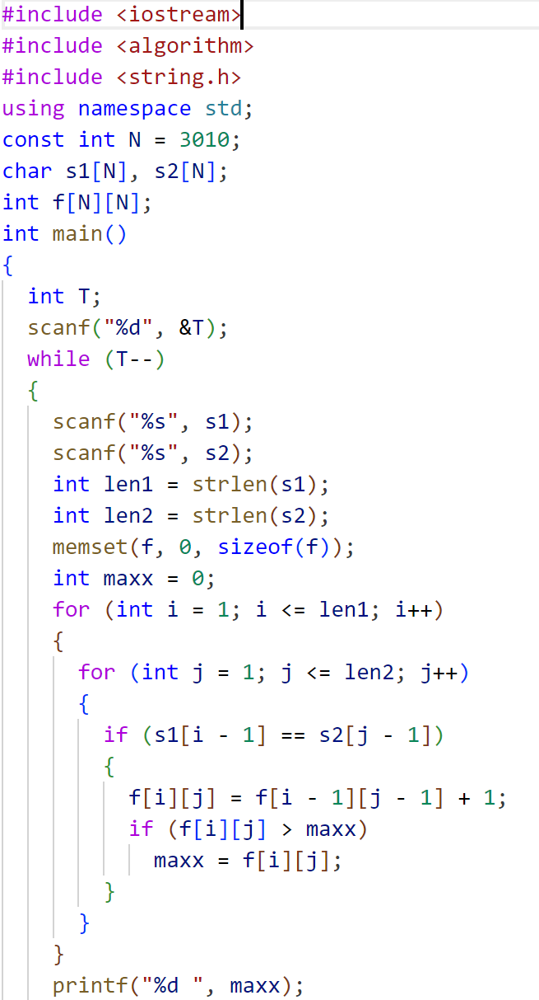 #include <iostream>
#include <algorithm>
#include <string.h>
using namespace std;
const int N = 3010;
char s1[N], s2[N];
int f[N][N];
int main()
{
  int T;
  scanf("%d", &T);
  while (T--)
  {
    scanf("%s", s1);
    scanf("%s", s2);
    int len1 = strlen(s1);
    int len2 = strlen(s2);
    memset(f, 0, sizeof(f));
    int maxx = 0;
    for (int i = 1; i <= len1; i++)
    {
      for (int j = 1; j <= len2; j++)
      {
        if (s1[i - 1] == s2[j - 1])
        {
          f[i][j] = f[i - 1][j - 1] + 1;
          if (f[i][j] > maxx)
            maxx = f[i][j];
        }
      }
    }
    printf("%d ", maxx);